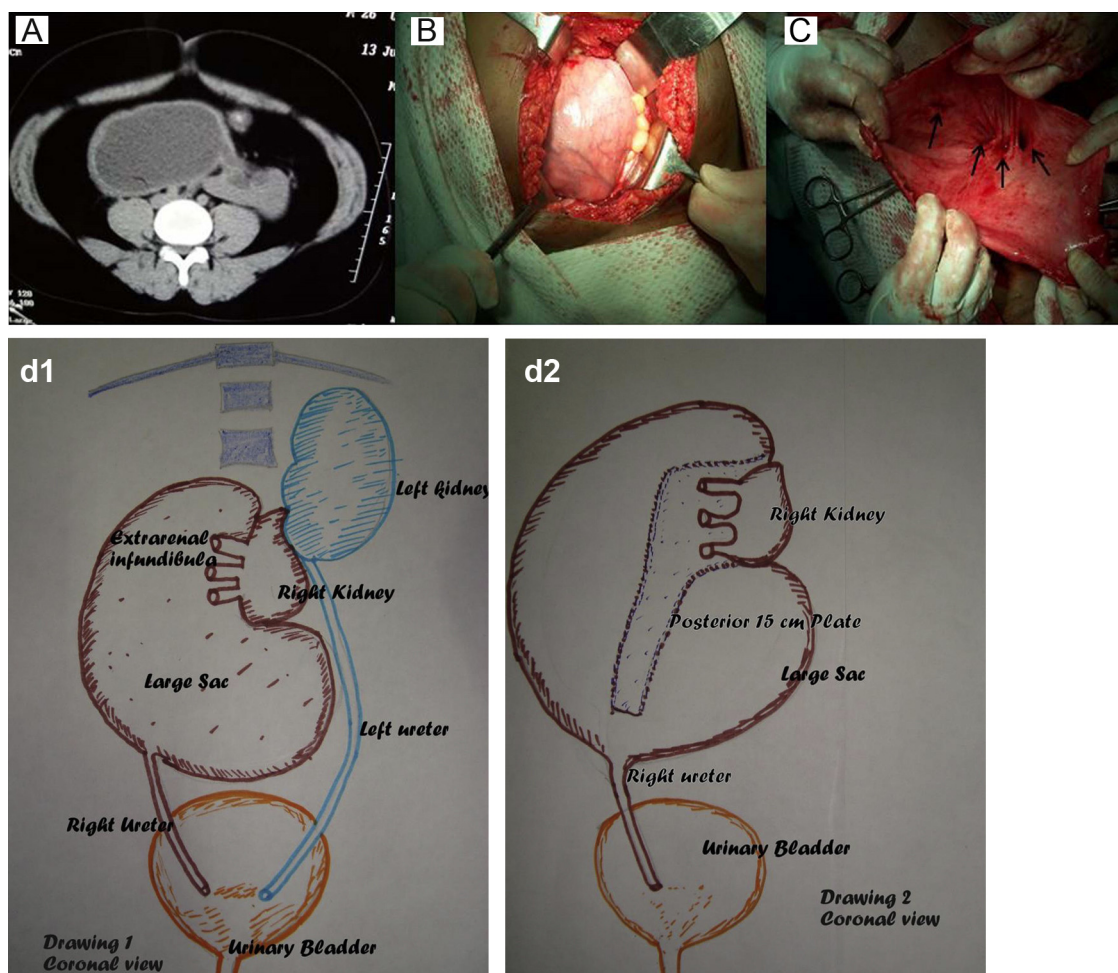 A
B
C
13 Ju
d1
Left kidney
Extrarenal
infundibula
Right Kidney
Large Sac
Left ureter
Right Ureter
Urinary Bladder
Drawing 1
Coronal view
d2
Right Kidney
Posterior 15 cm Plate
Large Sac
Right ureter
Urinary Bladder
Drawing 2
Coronal view